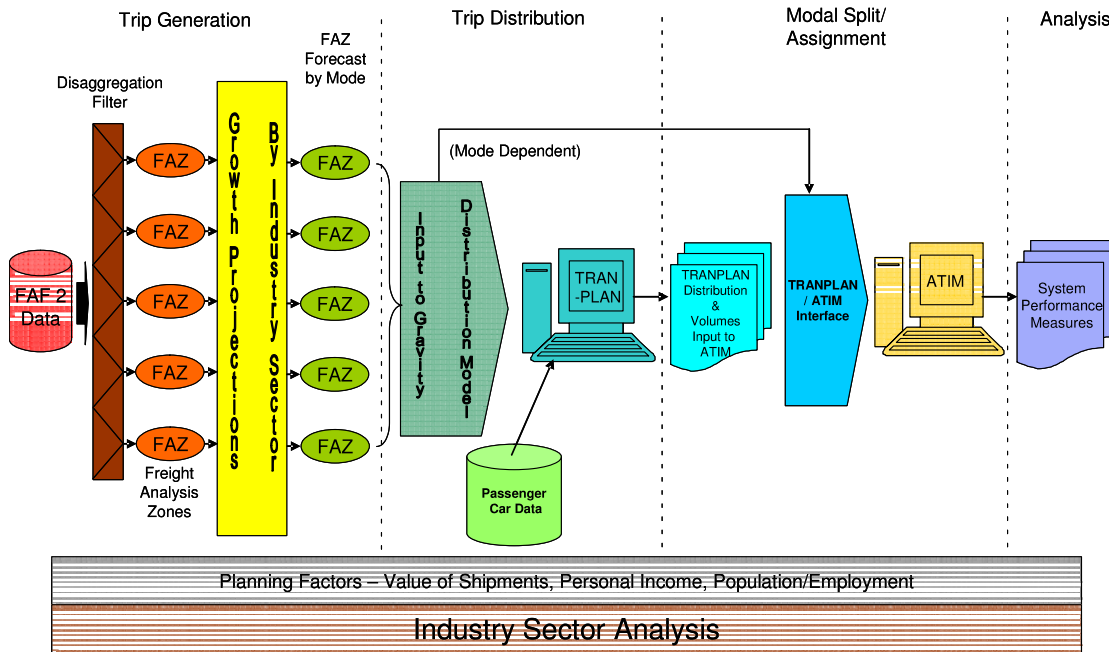 Trip Generation
Trip Distribution
Modal Split/
Assignment
Analysis
Disaggregation
Filter
FAZ
Forecast
by Mode
FAF 2
Data
FAZ
FAZ
FAZ
FAZ
FAZ
Freight
Analysis
Zones
Growth Projections
By Industry Sector
FAZ
FAZ
FAZ
FAZ
FAZ
(Mode Dependent)
Input to Gravity
Distribution Model
TRAN
-PLAN
Passenger
Car Data
TRANPLAN
Distribution
&
Volumes
Input to
ATIM
TRANPLAN
/ ATIM
Interface
ATIM
System
Performance
Measures
Planning Factors – Value of Shipments, Personal Income, Population/Employment
Industry Sector Analysis